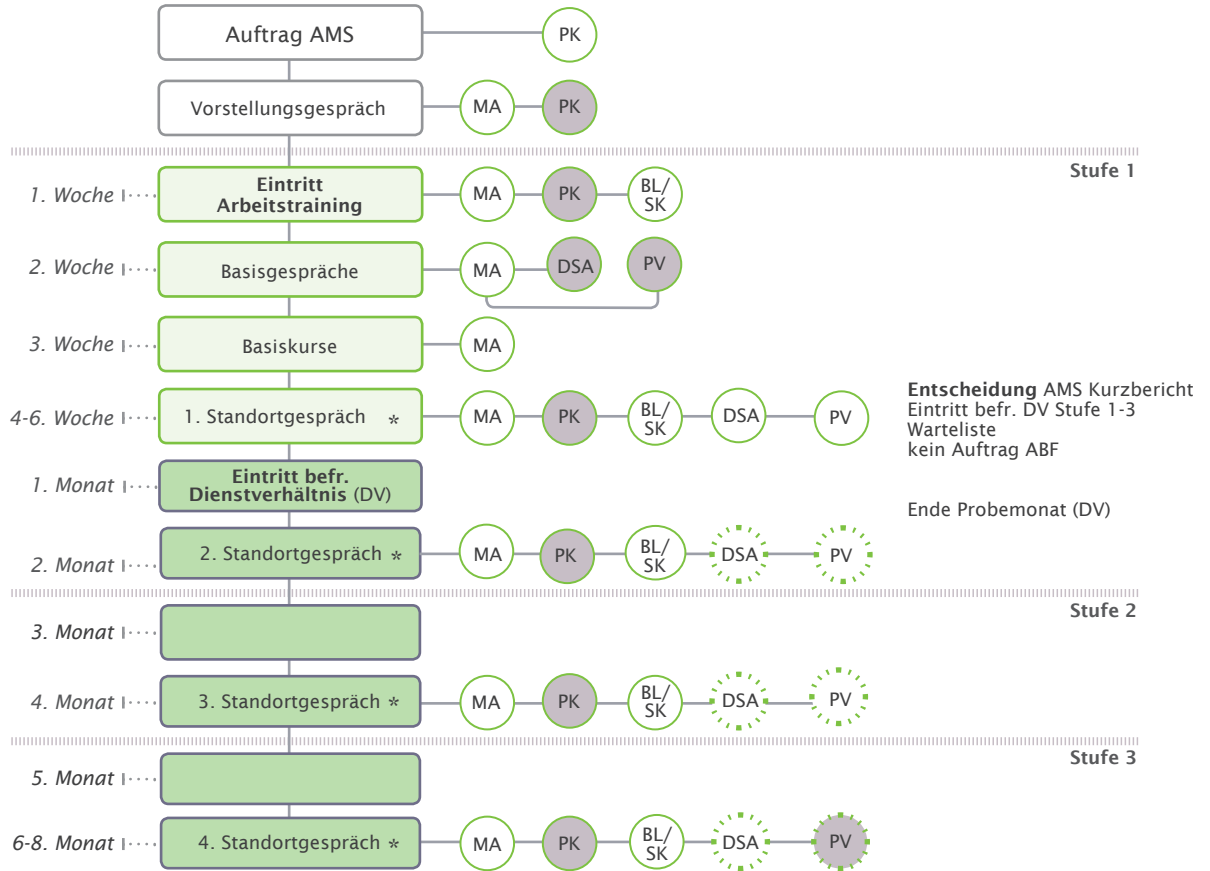 Auftrag AMS
PK
Vorstellungsgespräch
MA
PK
Stufe 1
1. Woche
Eintritt
Arbeitstraining
MA
PK
BL/
SK
2. Woche
Basisgespräche
MA
DSA
PV
3. Woche
Basiskurse
MA
4-6. Woche
1. Standortgespräch *
MA
PK
BL/
SK
DSA
PV
Entscheidung AMS Kurzbericht
Eintritt befr. DV Stufe 1-3
Warteliste
kein Auftrag ABF
1. Monat
Eintritt befr.
Dienstverhältnis (DV)
Ende Probemonat (DV)
2. Monat
2. Standortgespräch *
MA
PK
BL/
SK
DSA
PV
Stufe 2
3. Monat
4. Monat
3. Standortgespräch *
MA
PK
BL/
SK
DSA
PV
Stufe 3
5. Monat
6-8. Monat
4. Standortgespräch *
MA
PK
BL/
SK
DSA
PV